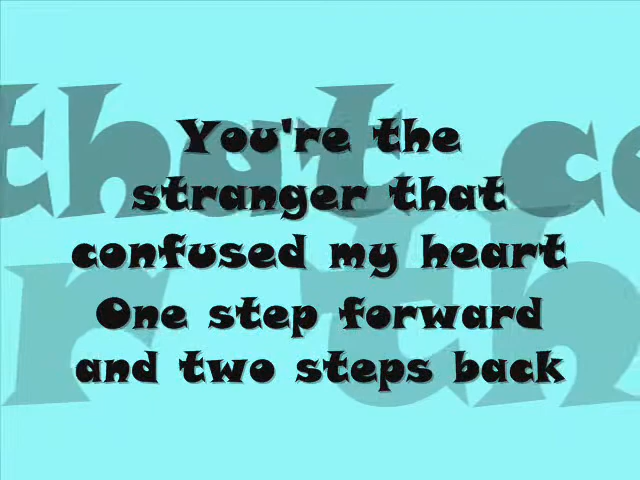 You're the
stranger that
confused my heart
One step forward
and two steps back